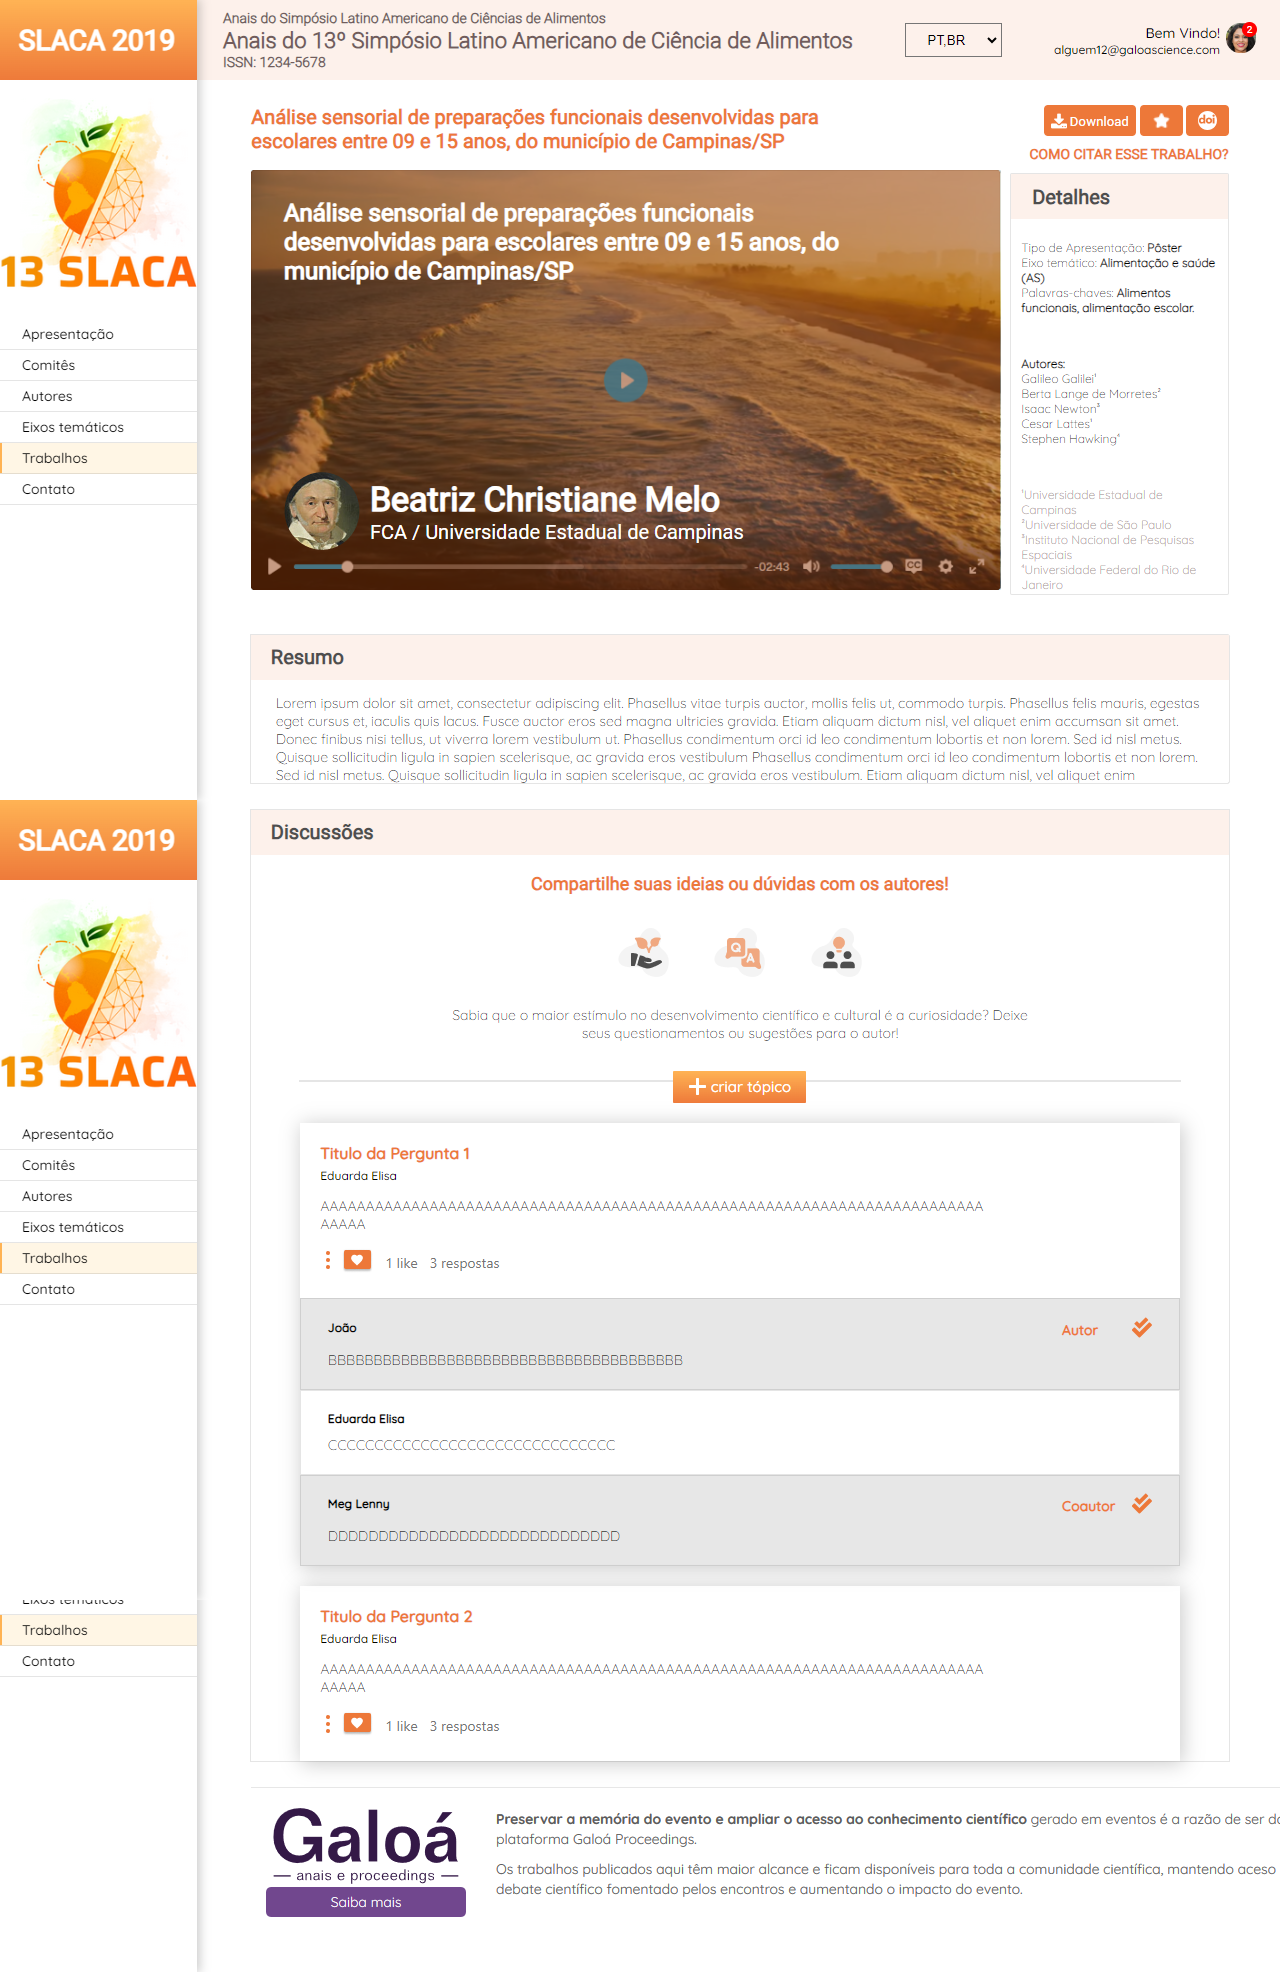 SLACA 2019
Anais do Simpósio Latino Americano de Ciências de Alimentos
Anais do 13º Simpósio Latino Americano de Ciência de Alimentos
ISSN: 1234-5678
PT,BR
Bem Vindo!
alguem12@galoascience.com
2
13 SLACA
Apresentação
Comitês
Autores
Eixos temáticos
Trabalhos
Contato
Análise sensorial de preparações funcionais desenvolvidas para
escolares entre 09 e 15 anos, do município de Campinas/SP
Download
doi
COMO CITAR ESSE TRABALHO?
Análise sensorial de preparações funcionais
desenvolvidas para escolares entre 09 e 15 anos, do
município de Campinas/SP
Beatriz Christiane Melo
FCA / Universidade Estadual de Campinas
-02:43
CC
Detalhes
Tipo de Apresentação: Pôster
Eixo temático: Alimentação e saúde
(AS)
Palavras-chaves: Alimentos
funcionais, alimentação escolar.
Autores:
Galileo Galilei¹
Berta Lange de Morretes²
Isaac Newton³
Cesar Lattes¹
Stephen Hawking⁴
¹Universidade Estadual de
Campinas
²Universidade de São Paulo
³Instituto Nacional de Pesquisas
Espaciais
⁴Universidade Federal do Rio de
Janeiro
Resumo
Lorem ipsum dolor sit amet, consectetur adipiscing elit. Phasellus vitae turpis auctor, mollis felis ut, commodo turpis. Phasellus felis mauris, egestas
eget cursus et, iaculis quis lacus. Fusce auctor eros sed magna ultricies gravida. Etiam aliquam dictum nisl, vel aliquet enim accumsan sit amet.
Donec finibus nisi tellus, ut viverra lorem vestibulum ut. Phasellus condimentum orci id leo condimentum lobortis et non lorem. Sed id nisl metus.
Quisque sollicitudin ligula in sapien scelerisque, ac gravida eros vestibulum Phasellus condimentum orci id leo condimentum lobortis et non lorem.
Sed id nisl metus. Quisque sollicitudin ligula in sapien scelerisque, ac gravida eros vestibulum. Etiam aliquam dictum nisl, vel aliquet enim
SLACA 2019
13 SLACA
Apresentação
Comitês
Autores
Eixos temáticos
Trabalhos
Contato
Discussões
Compartilhe suas ideias ou dúvidas com os autores!
Q
A
Sabia que o maior estímulo no desenvolvimento científico e cultural é a curiosidade? Deixe
seus questionamentos ou sugestões para o autor!
criar tópico
Titulo da Pergunta 1
Eduarda Elisa
AAAAAAAAAAAAAAAAAAAAAAAAAAAAAAAAAAAAAAAAAAAAAAAAAAAAAAAAAAAAAAAAAAAAAAAAA
AAAAA
1 like 3 respostas
João
Autor
BBBBBBBBBBBBBBBBBBBBBBBBBBBBBBBBBBBBBBB
Eduarda Elisa
CCCCCCCCCCCCCCCCCCCCCCCCCCCCCCC
Meg Lenny
Coautor
DDDDDDDDDDDDDDDDDDDDDDDDDDDDD
Titulo da Pergunta 2
Eduarda Elisa
AAAAAAAAAAAAAAAAAAAAAAAAAAAAAAAAAAAAAAAAAAAAAAAAAAAAAAAAAAAAAAAAAAAAAAAAA
AAAAA
1 like 3 respostas
Eixos temáticos
Trabalhos
Contato
Galoá
anais e proceedings
Saiba mais
Preservar a memória do evento e ampliar o acesso ao conhecimento científico gerado em eventos é a razão de ser
plataforma Galoá Proceedings.
Os trabalhos publicados aqui têm maior alcance e ficam disponíveis para toda a comunidade científica, mantendo aceso
debate científico fomentado pelos encontros e aumentando o impacto do evento.